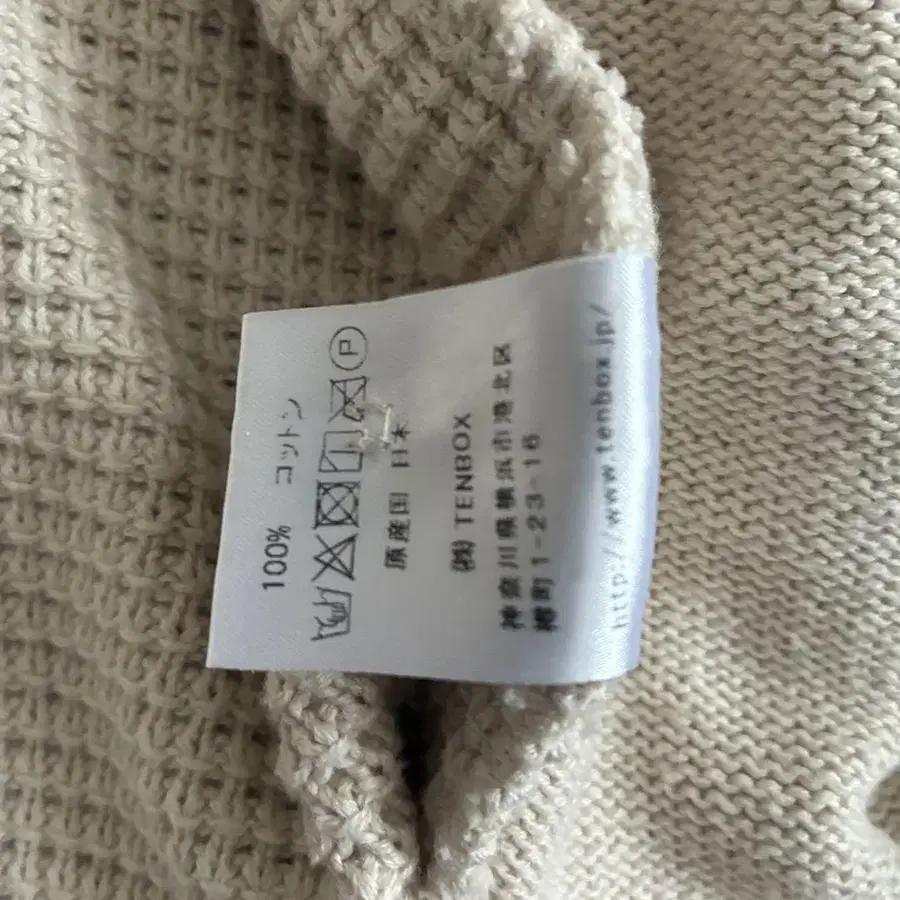 100% コットン
P
原産国 日本
㈱ TENBOX
神奈川県横浜市港北区
樽町1-23-16
http://www.tenbox.jp/